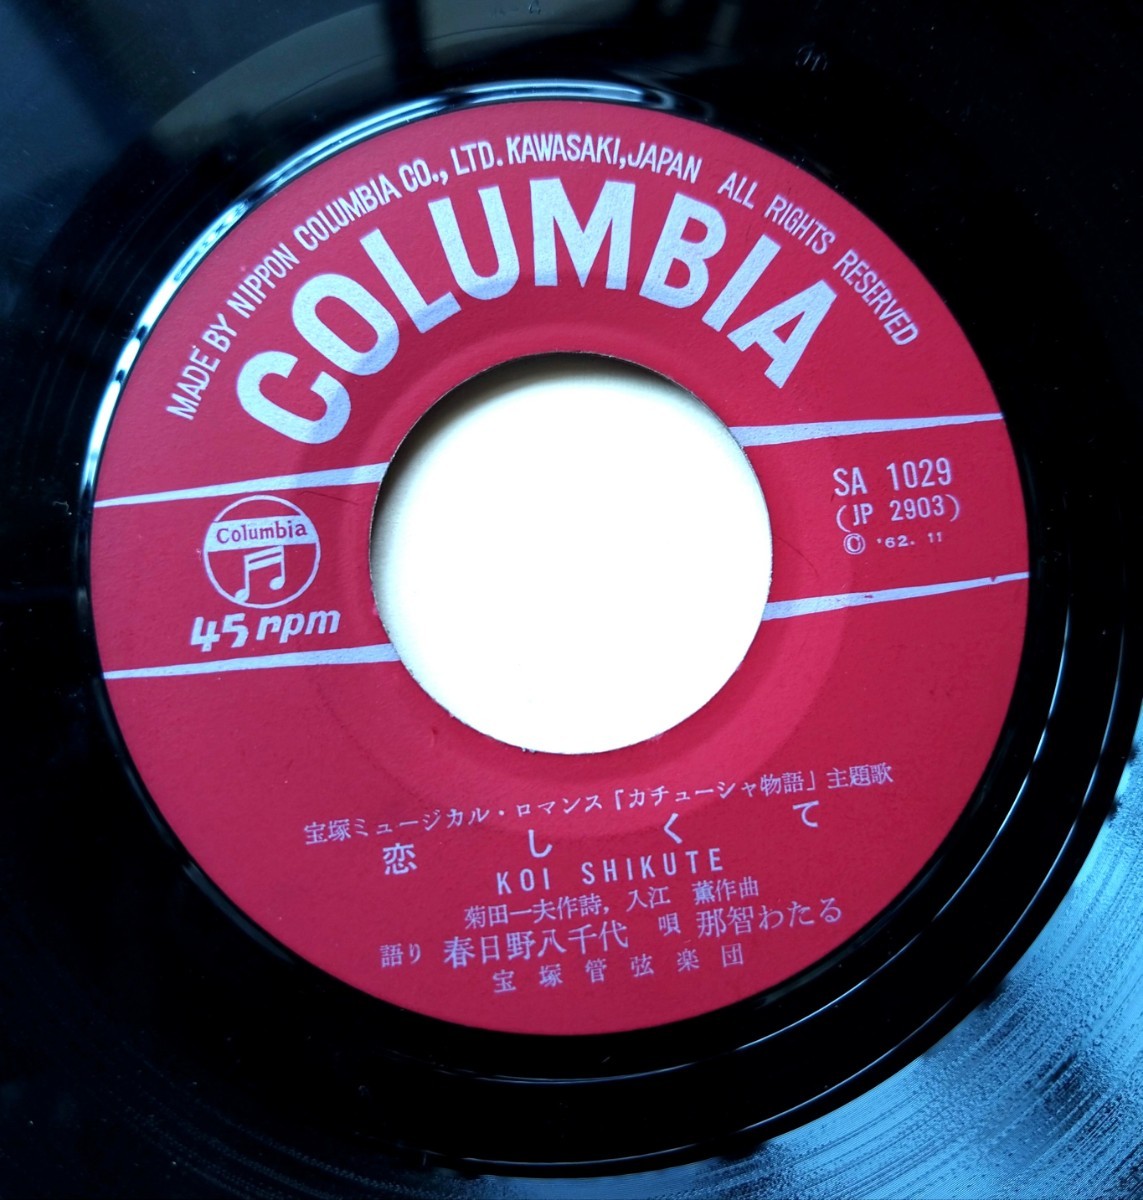 MADE BY NIPPON COLUMBIA CO., LTD. KAWASAKI, JAPAN ALL RIGHTS RESERVED
COLUMBIA
Columbia
45 rpm
SA 1029
(JP 2903)
© '62. 11
宝塚ミュージカル・ロマンス「カチューシャ物語」主題歌
恋しくて
KOI SHIKUTE
菊田一夫作詩, 入江 薫作曲
語り 春日野八千代 唄 那智わたる
宝塚管弦楽団